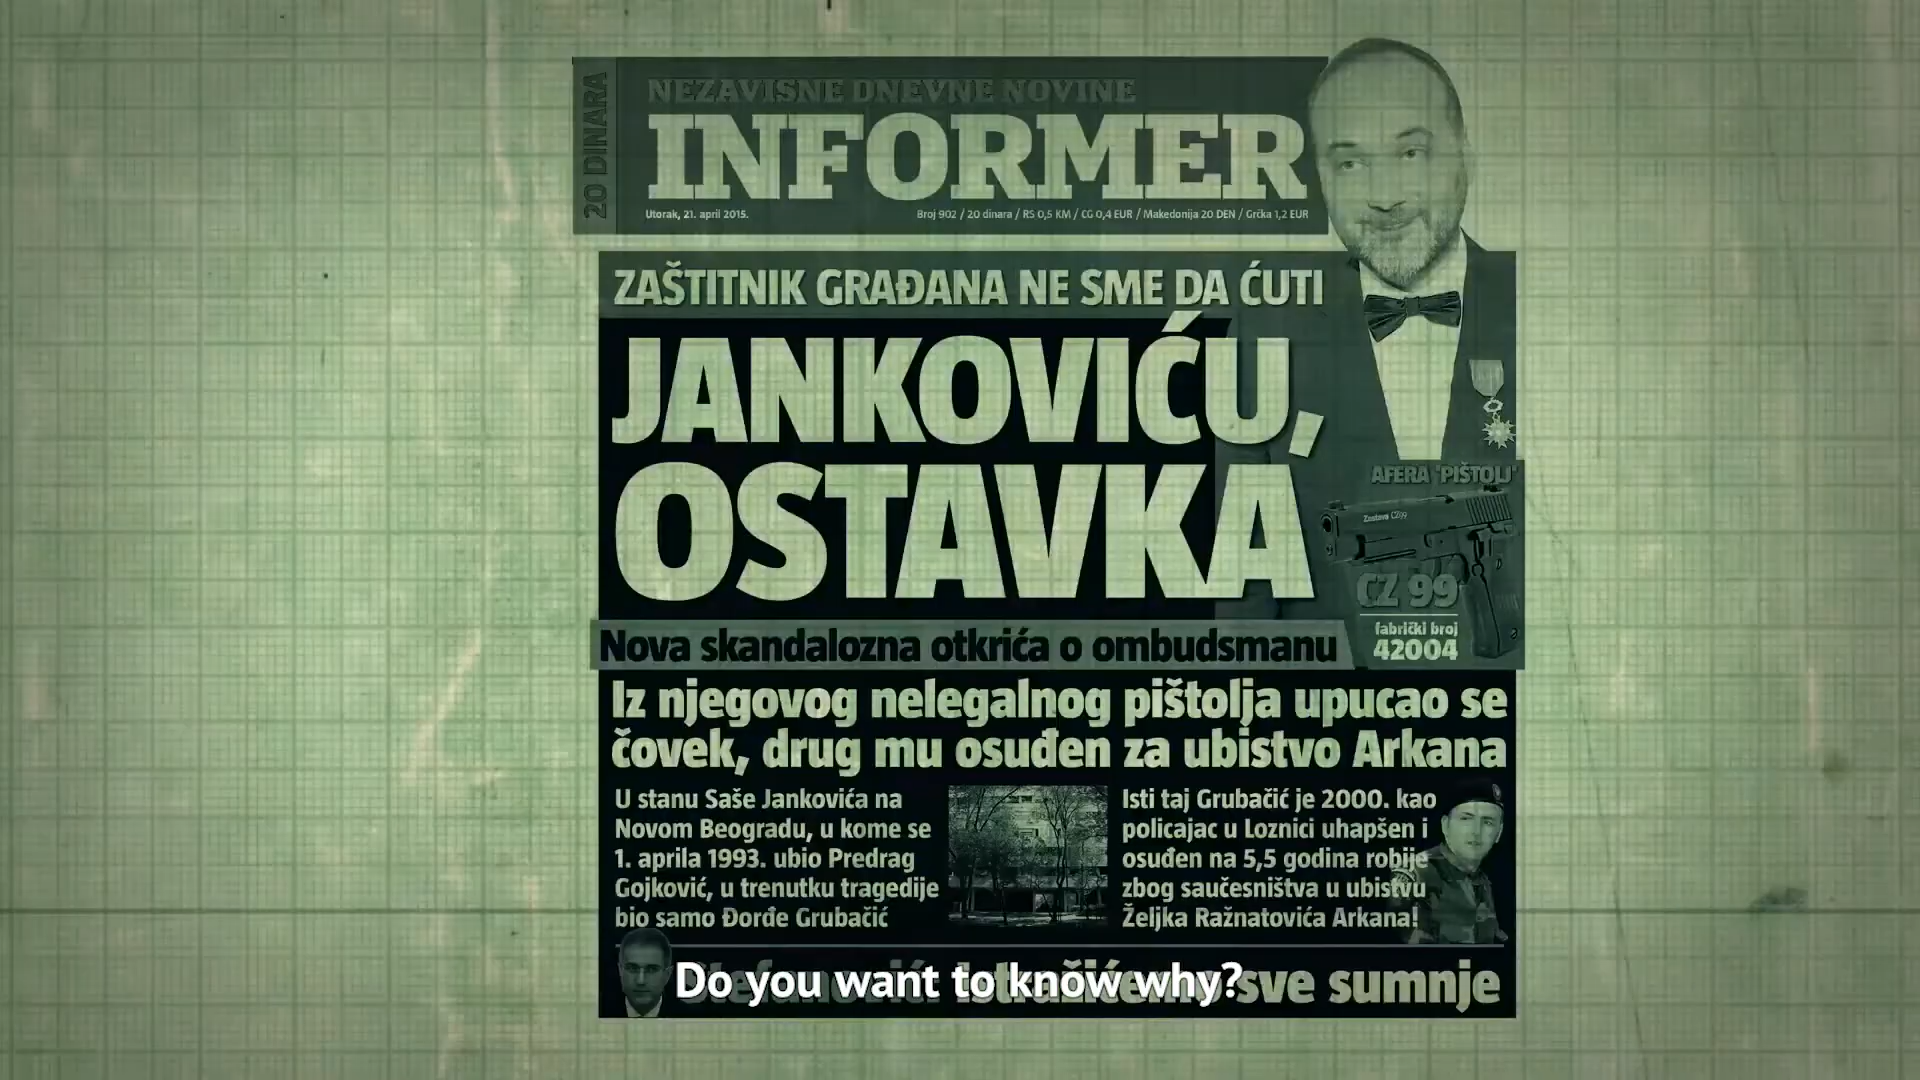 20 DINARA
NEZAVISNE DNEVNE NOVINE
INFORMER
Utorak, 21. april 2015.
Broj 902 / 20 dinara / RS 0,5 KM / CG 0,4 EUR / Makedonija 20 DEN / Grčka 1,2 EUR
ZAŠTITNIK GRAĐANA NE SME DA ĆUTI
JANKOVIĆU,
OSTAVKA
AFERA 'PIŠTOLJ'
Zastava CZ99
CZ 99
fabrički broj
42004
Nova skandalozna otkrića o ombudsmanu
Iz njegovog nelegalnog pištolja upucao se
čovek, drug mu osuđen za ubistvo Arkana
U stanu Saše Jankovića na
Novom Beogradu, u kome se
1. aprila 1993. ubio Predrag
Gojković, u trenutku tragedije
bio samo Đorđe Grubačić
Isti taj Grubačić je 2000. kao
policajac u Loznici uhapšen i
osuđen na 5,5 godina robije
zbog saučesništva u ubistvu
Željka Ražnatovića Arkana!
sve sumnje
Do you want to know why?